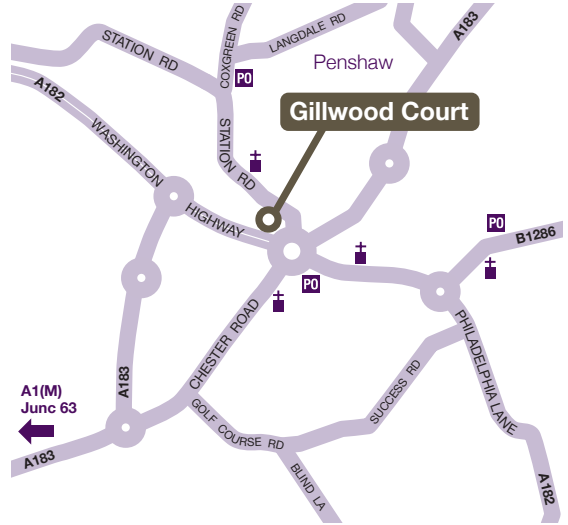 STATION RD
COXGREEN RD
LANGDALE RD
A183
Penshaw
PO
A182
Gillwood Court
WASHINGTON
HIGHWAY
STATION RD
PO
B1286
PO
CHESTER ROAD
PHILADELPHIA LANE
A183
SUCCESS RD
A1(M)
Junc 63
GOLF COURSE RD
A183
BLIND LA
A182